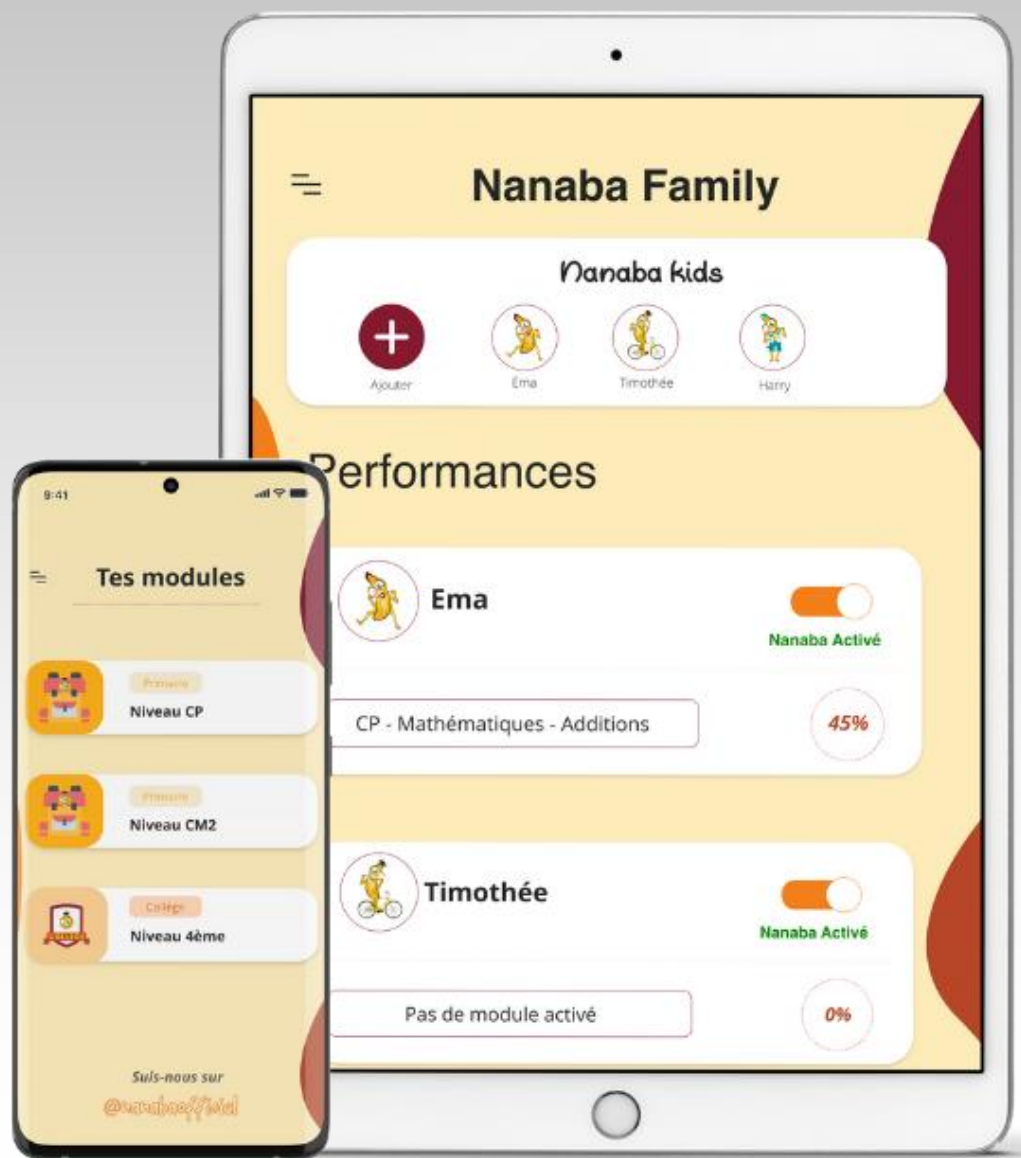 Nanaba Family
Nanaba kids
Ajouter
Ema
Timothée
Harry
Performances
Ema
Nanaba Activé
CP - Mathématiques - Additions
45%
Timothée
Nanaba Activé
Pas de module activé
0%
9:41
Tes modules
Primaire
Niveau CP
Primaire
Niveau CM2
Collège
Niveau 4ème
Suis-nous sur
@nanabaofficiel